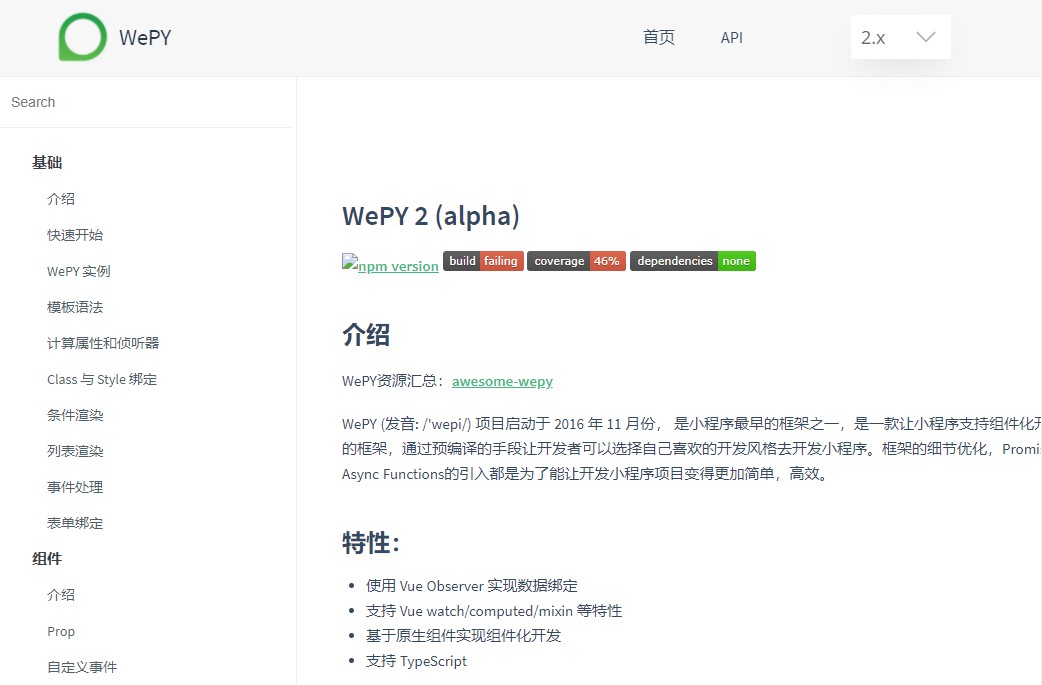 WePY
首页
API
2.x
Search
基础
介绍
快速开始
WePY 实例
模板语法
计算属性和侦听器
Class 与 Style 绑定
条件渲染
列表渲染
事件处理
表单绑定
组件
介绍
Prop
自定义事件
WePY 2 (alpha)
npm version build failing coverage 46% dependencies none
介绍
WePY资源汇总：awesome-wepy
WePY (发音: /'wepi/) 项目启动于 2016 年 11 月份， 是小程序最早的框架之一，是一款让小程序支持组件化开
的框架，通过预编译的手段让开发者可以选择自己喜欢的开发风格去开发小程序。框架的细节优化，Promi
Async Functions的引入都是为了能让开发小程序项目变得更加简单，高效。
特性：
使用 Vue Observer 实现数据绑定
支持 Vue watch/computed/mixin 等特性
基于原生组件实现组件化开发
支持 TypeScript